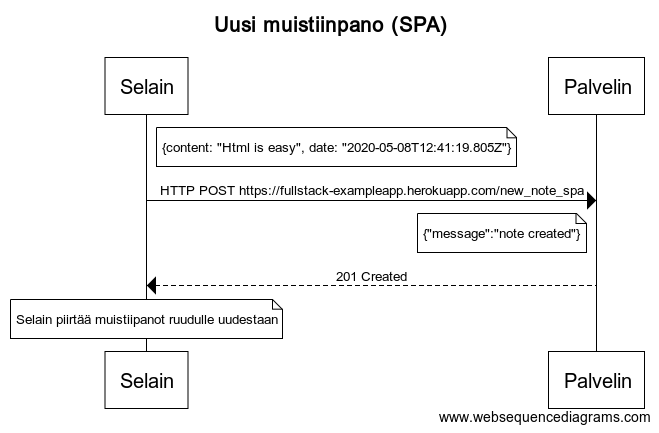 Uusi muistiinpano (SPA)
Selain
Palvelin
{content: "Html is easy", date: "2020-05-08T12:41:19.805Z"}
HTTP POST https://fullstack-exampleapp.herokuapp.com/new_note_spa
{"message":"note created"}
201 Created
Selain piirtää muistiipanot ruudulle uudestaan
Selain
Palvelin
www.websequencediagrams.com